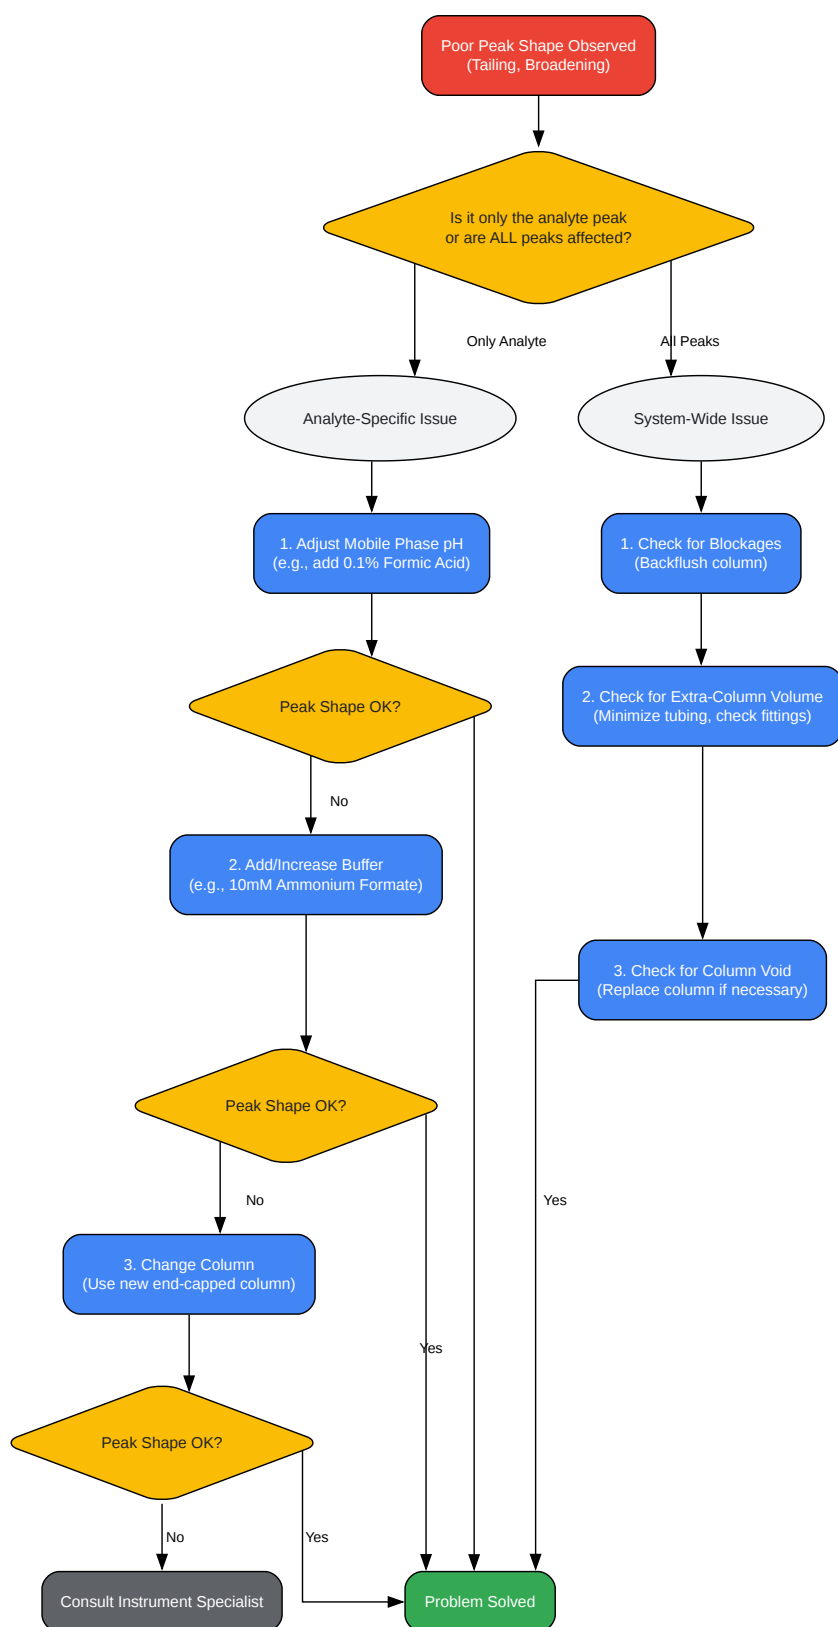 Poor Peak Shape Observed
(Tailing, Broadening)
Is it only the analyte peak
or are ALL peaks affected?
Only Analyte
All Peaks
Analyte-Specific Issue
System-Wide Issue
1. Adjust Mobile Phase pH
(e.g., add 0.1% Formic Acid)
1. Check for Blockages
(Backflush column)
Peak Shape OK?
2. Check for Extra-Column Volume
(Minimize tubing, check fittings)
No
2. Add/Increase Buffer
(e.g., 10mM Ammonium Formate)
3. Check for Column Void
(Replace column if necessary)
Peak Shape OK?
No
Yes
3. Change Column
(Use new end-capped column)
Yes
Peak Shape OK?
No
Yes
Consult Instrument Specialist
Problem Solved